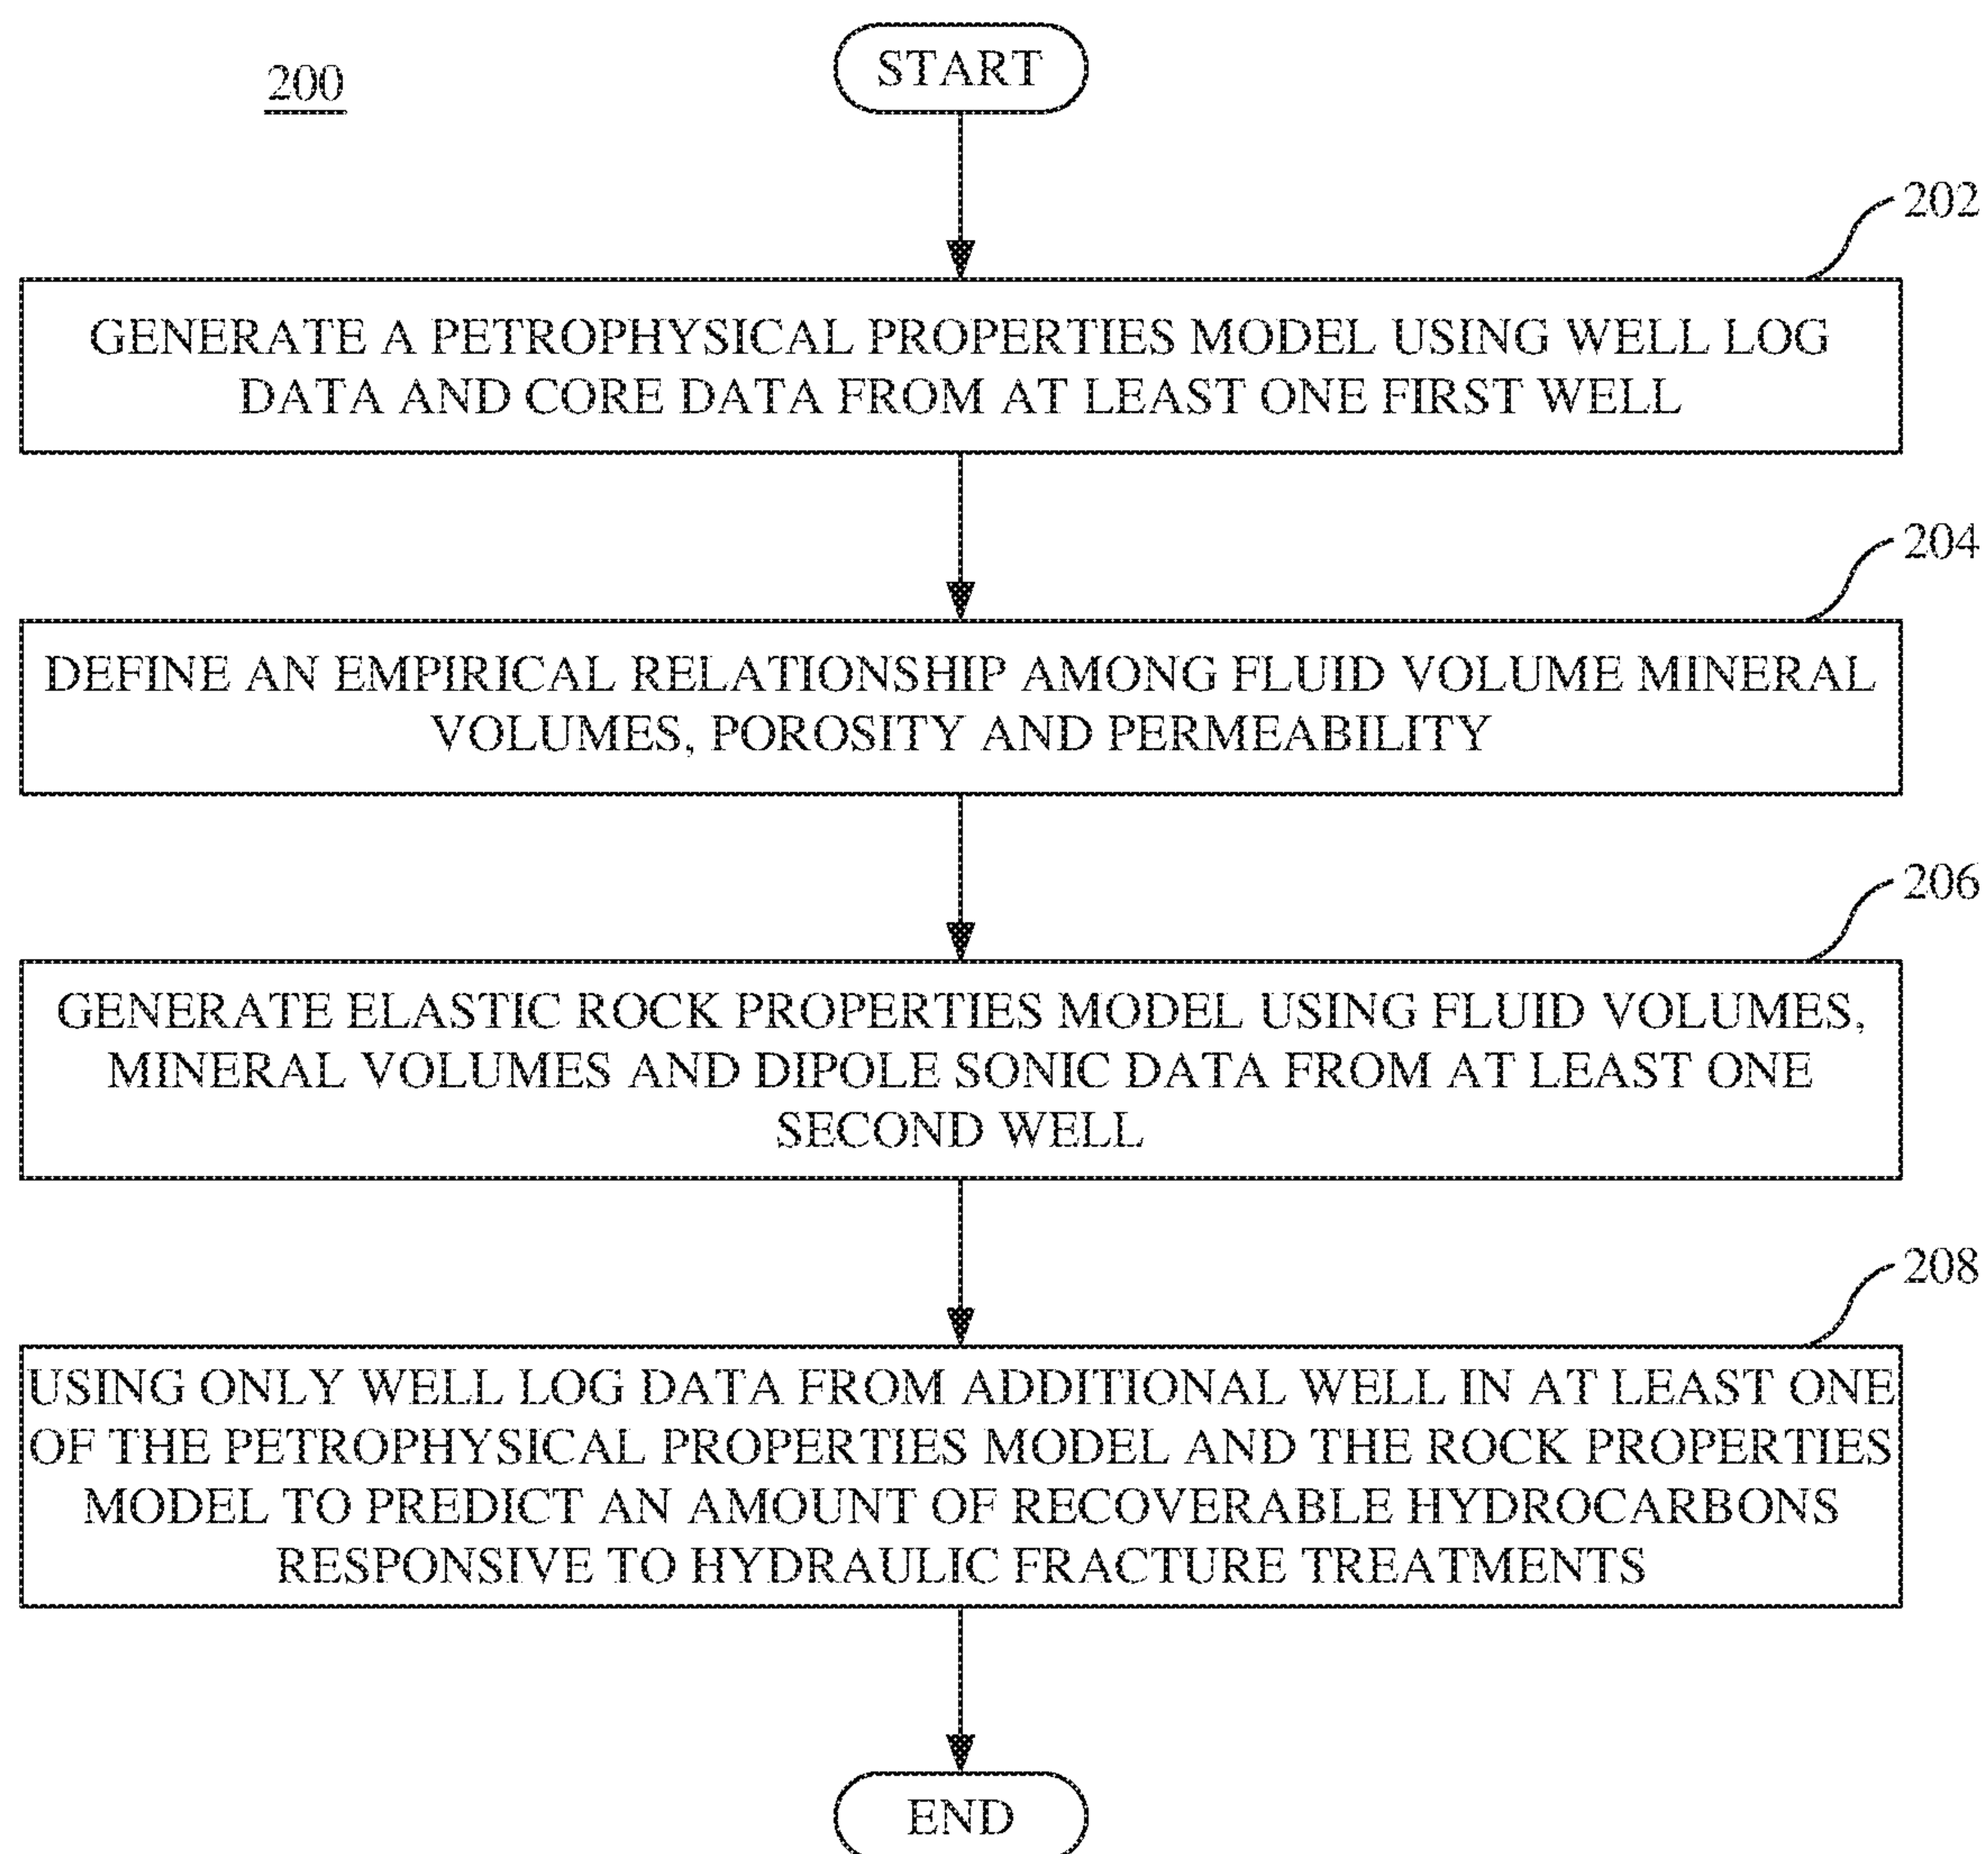 200
START
202
GENERATE A PETROPHYSICAL PROPERTIES MODEL USING WELL LOG
DATA AND CORE DATA FROM AT LEAST ONE FIRST WELL
204
DEFINE AN EMPIRICAL RELATIONSHIP AMONG FLUID VOLUME MINERAL
VOLUMES, POROSITY AND PERMEABILITY
206
GENERATE ELASTIC ROCK PROPERTIES MODEL USING FLUID VOLUMES,
MINERAL VOLUMES AND DIPOLE SONIC DATA FROM AT LEAST ONE
SECOND WELL
208
USING ONLY WELL LOG DATA FROM ADDITIONAL WELL IN AT LEAST ONE
OF THE PETROPHYSICAL PROPERTIES MODEL AND THE ROCK PROPERTIES
MODEL TO PREDICT AN AMOUNT OF RECOVERABLE HYDROCARBONS
RESPONSIVE TO HYDRAULIC FRACTURE TREATMENTS
END